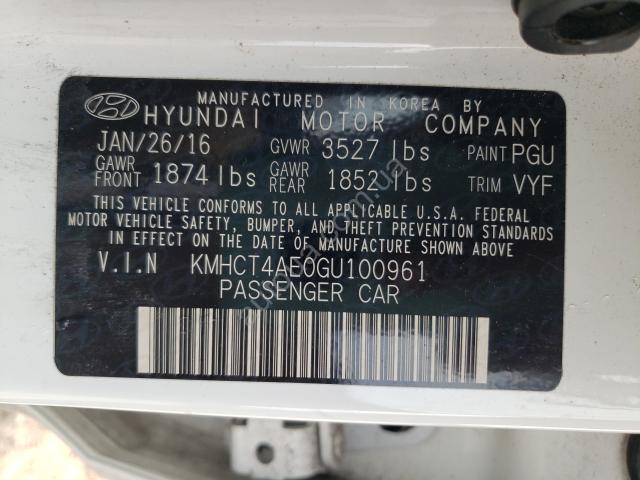 MANUFACTURED IN KOREA BY
HYUNDAI MOTOR COMPANY
JAN/26/16 GVWR 3527 lbs PAINT PGU
GAWR FRONT 1874 lbs GAWR REAR 1852 lbs TRIM VYF
THIS VEHICLE CONFORMS TO ALL APPLICABLE U.S.A. FEDERAL
MOTOR VEHICLE SAFETY, BUMPER, AND THEFT PREVENTION STANDARDS
IN EFFECT ON THE DATE OF MANUFACTURE SHOWN ABOVE.
V.I.N KMHCT4AE0GU100961
PASSENGER CAR